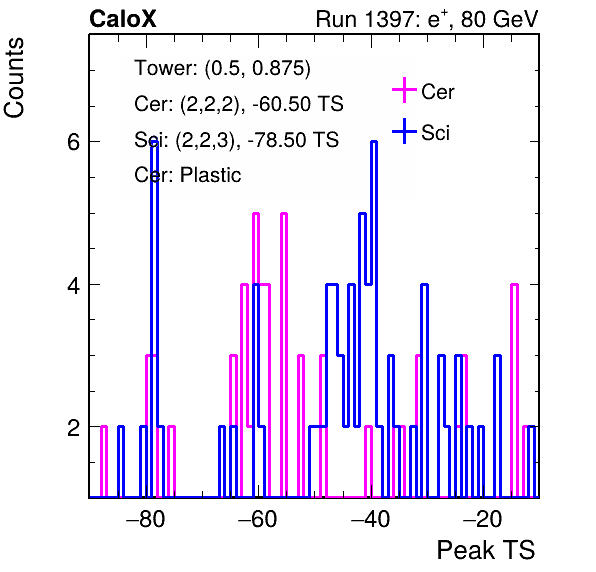 CaloX Run 1397: e⁺, 80 GeV
Counts
Tower: (0.5, 0.875)
Cer: (2,2,2), -60.50 TS
Sci: (2,2,3), -78.50 TS
Cer: Plastic
Cer
Sci
6
4
2
−80 −60 −40 −20
Peak TS